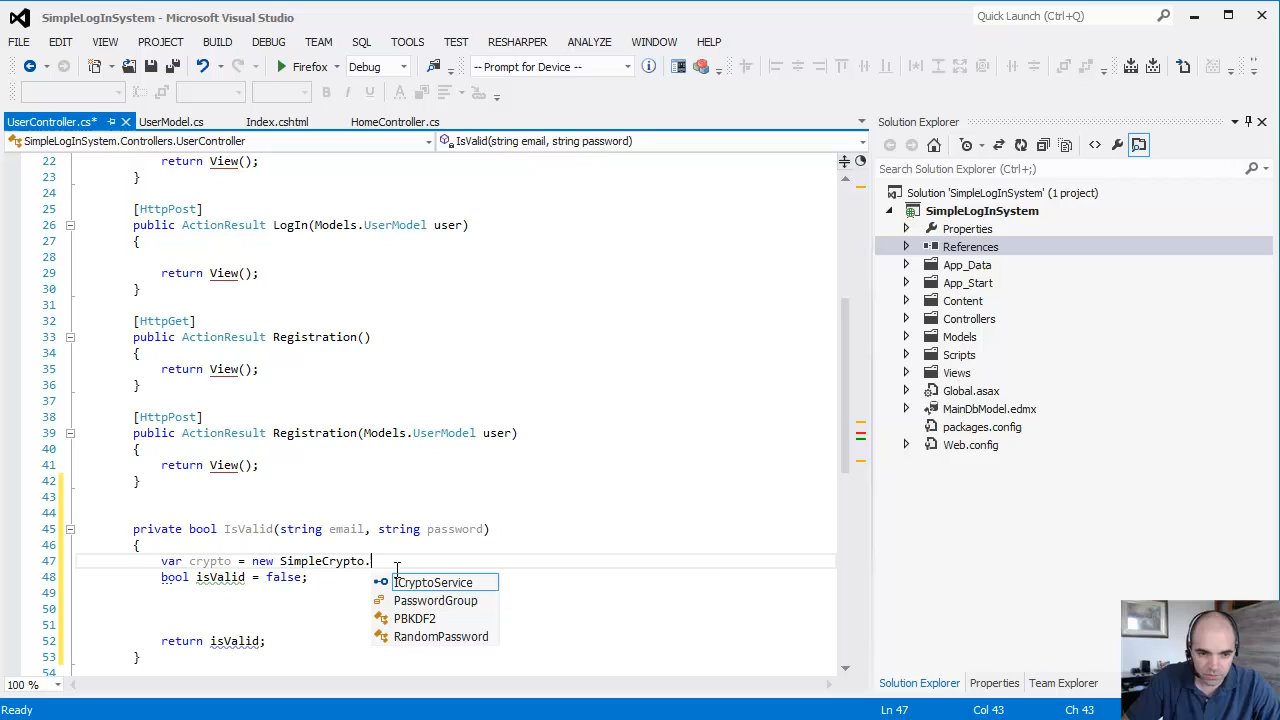 SimpleLogInSystem - Microsoft Visual Studio
Quick Launch (Ctrl+Q)
FILE EDIT VIEW PROJECT BUILD DEBUG TEAM SQL TOOLS TEST RESHARPER ANALYZE WINDOW HELP
Firefox Debug -- Prompt for Device --
B I U A
UserController.cs* UserModel.cs Index.cshtml HomeController.cs
SimpleLogInSystem.Controllers.UserController IsValid(string email, string password)
22 return View();
23 }
24
25 [HttpPost]
26 public ActionResult LogIn(Models.UserModel user)
27 {
28
29 return View();
30 }
31
32 [HttpGet]
33 public ActionResult Registration()
34 {
35 return View();
36 }
37
38 [HttpPost]
39 public ActionResult Registration(Models.UserModel user)
40 {
41 return View();
42 }
43
44
45 private bool IsValid(string email, string password)
46 {
47 var crypto = new SimpleCrypto.
48 bool isValid = false;
49
50
51
52 return isValid;
53 }
54
ICryptoService
PasswordGroup
PBKDF2
RandomPassword
100 %
Solution Explorer
Search Solution Explorer (Ctrl+;)
Solution 'SimpleLogInSystem' (1 project)
SimpleLogInSystem
Properties
References
App_Data
App_Start
Content
Controllers
Models
Scripts
Views
Global.asax
MainDbModel.edmx
packages.config
Web.config
Solution Explorer Properties Team Explorer
Ready Ln 47 Col 43 Ch 43